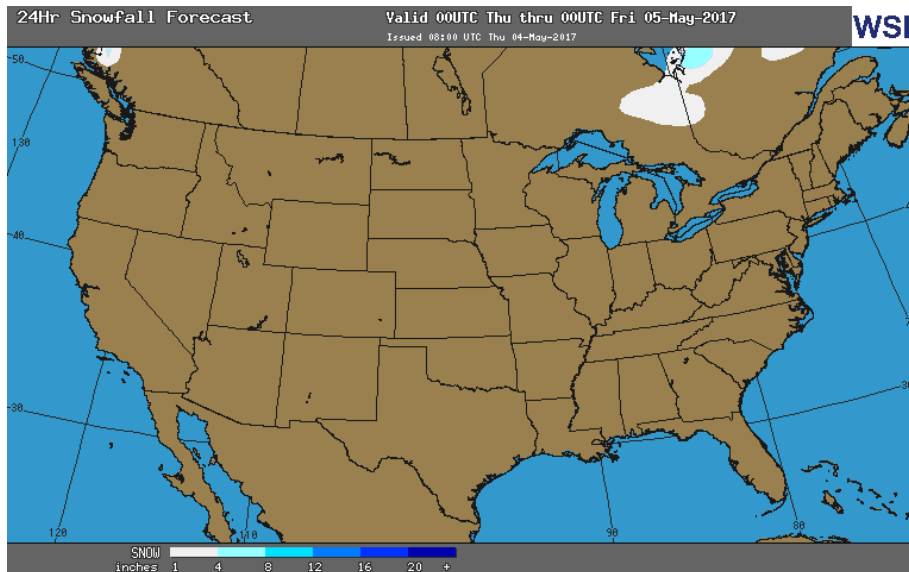 24Hr Snowfall Forecast
Valid 00UTC Thu thru 00UTC Fri 05-May-2017
Issued 08:00 UTC Thu 04-May-2017
WSI
50
130
40
30
120
110
90
80
30
SNOW
inches 1 4 8 12 16 20 +